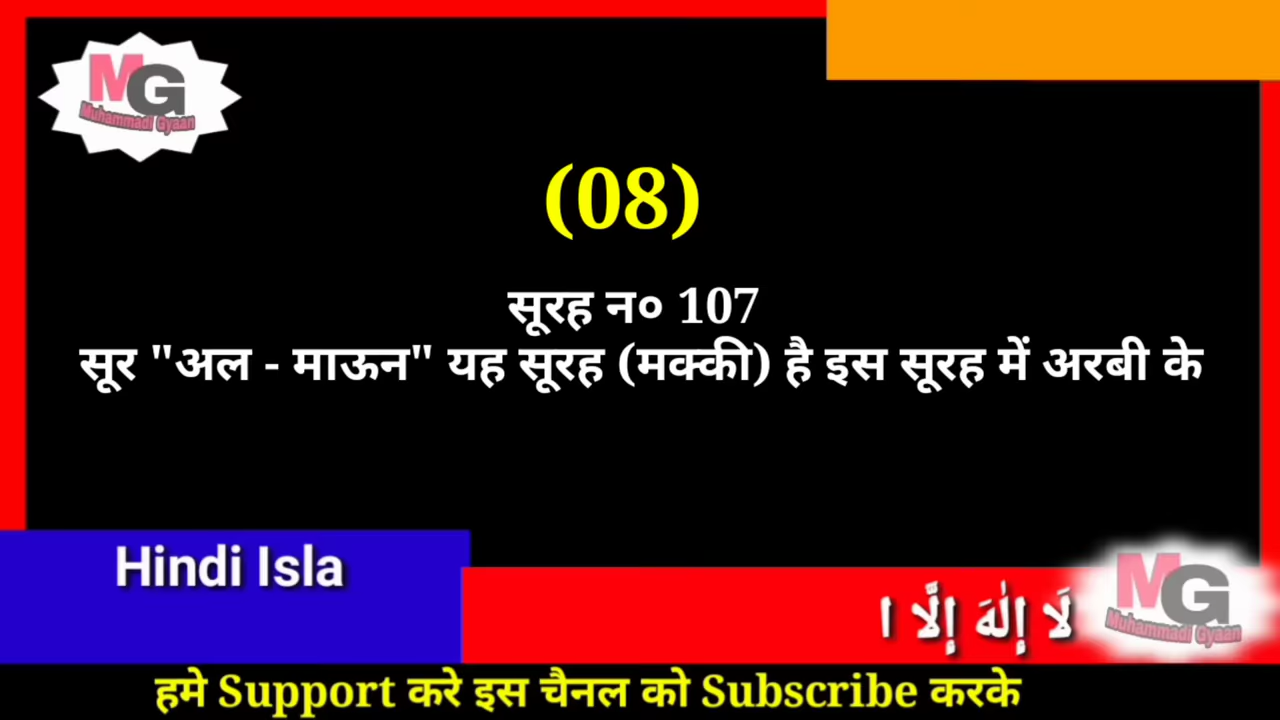 MG
Muhammadi Gyaan
(08)
सूरह न० 107
सूर "अल - माऊन" यह सूरह (मक्की) है इस सूरह में अरबी के
Hindi Isla
لَا إِلٰهَ إِلَّا ا
MG
Muhammadi Gyaan
हमे Support करे इस चैनल को Subscribe करके